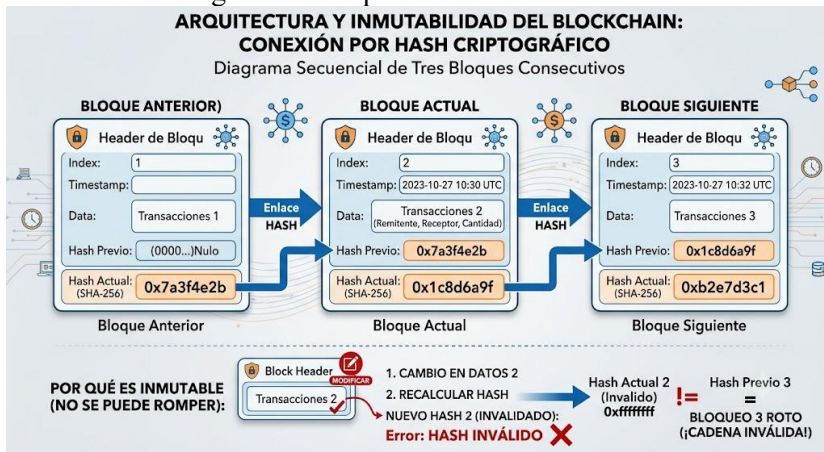 ARQUITECTURA Y INMUTABILIDAD DEL BLOCKCHAIN:
CONEXIÓN POR HASH CRIPTOGRÁFICO
Diagrama Secuencial de Tres Bloques Consecutivos
BLOQUE ANTERIOR)
Header de Bloqu
Index: 1
Timestamp:
Data: Transacciones 1
Hash Previo: (0000...)Nulo
Hash Actual: 0x7a3f4e2b
(SHA-256)
Bloque Anterior
Enlace
HASH
BLOQUE ACTUAL
Header de Bloqu
Index: 2
Timestamp: 2023-10-27 10:30 UTC
Data: Transacciones 2
(Remitente, Receptor, Cantidad)
Hash Previo: 0x7a3f4e2b
Hash Actual: 0x1c8d6a9f
(SHA-256)
Bloque Actual
Enlace
HASH
BLOQUE SIGUIENTE
Header de Bloqu
Index: 3
Timestamp: 2023-10-27 10:32 UTC
Data: Transacciones 3
Hash Previo: 0x1c8d6a9f
Hash Actual: 0xb2e7d3c1
(SHA-256)
Bloque Siguiente
POR QUÉ ES INMUTABLE
(NO SE PUEDE ROMPER):
Block Header
MODIFICAR
Transacciones 2
1. CAMBIO EN DATOS 2
2. RECALCULAR HASH
NUEVO HASH 2 (INVALIDADO):
Error: HASH INVÁLIDO
Hash Actual 2
(Invalido)
0xffffffff
!=
Hash Previo 3
=
BLOQUEO 3 ROTO
(¡CADENA INVÁLIDA!)